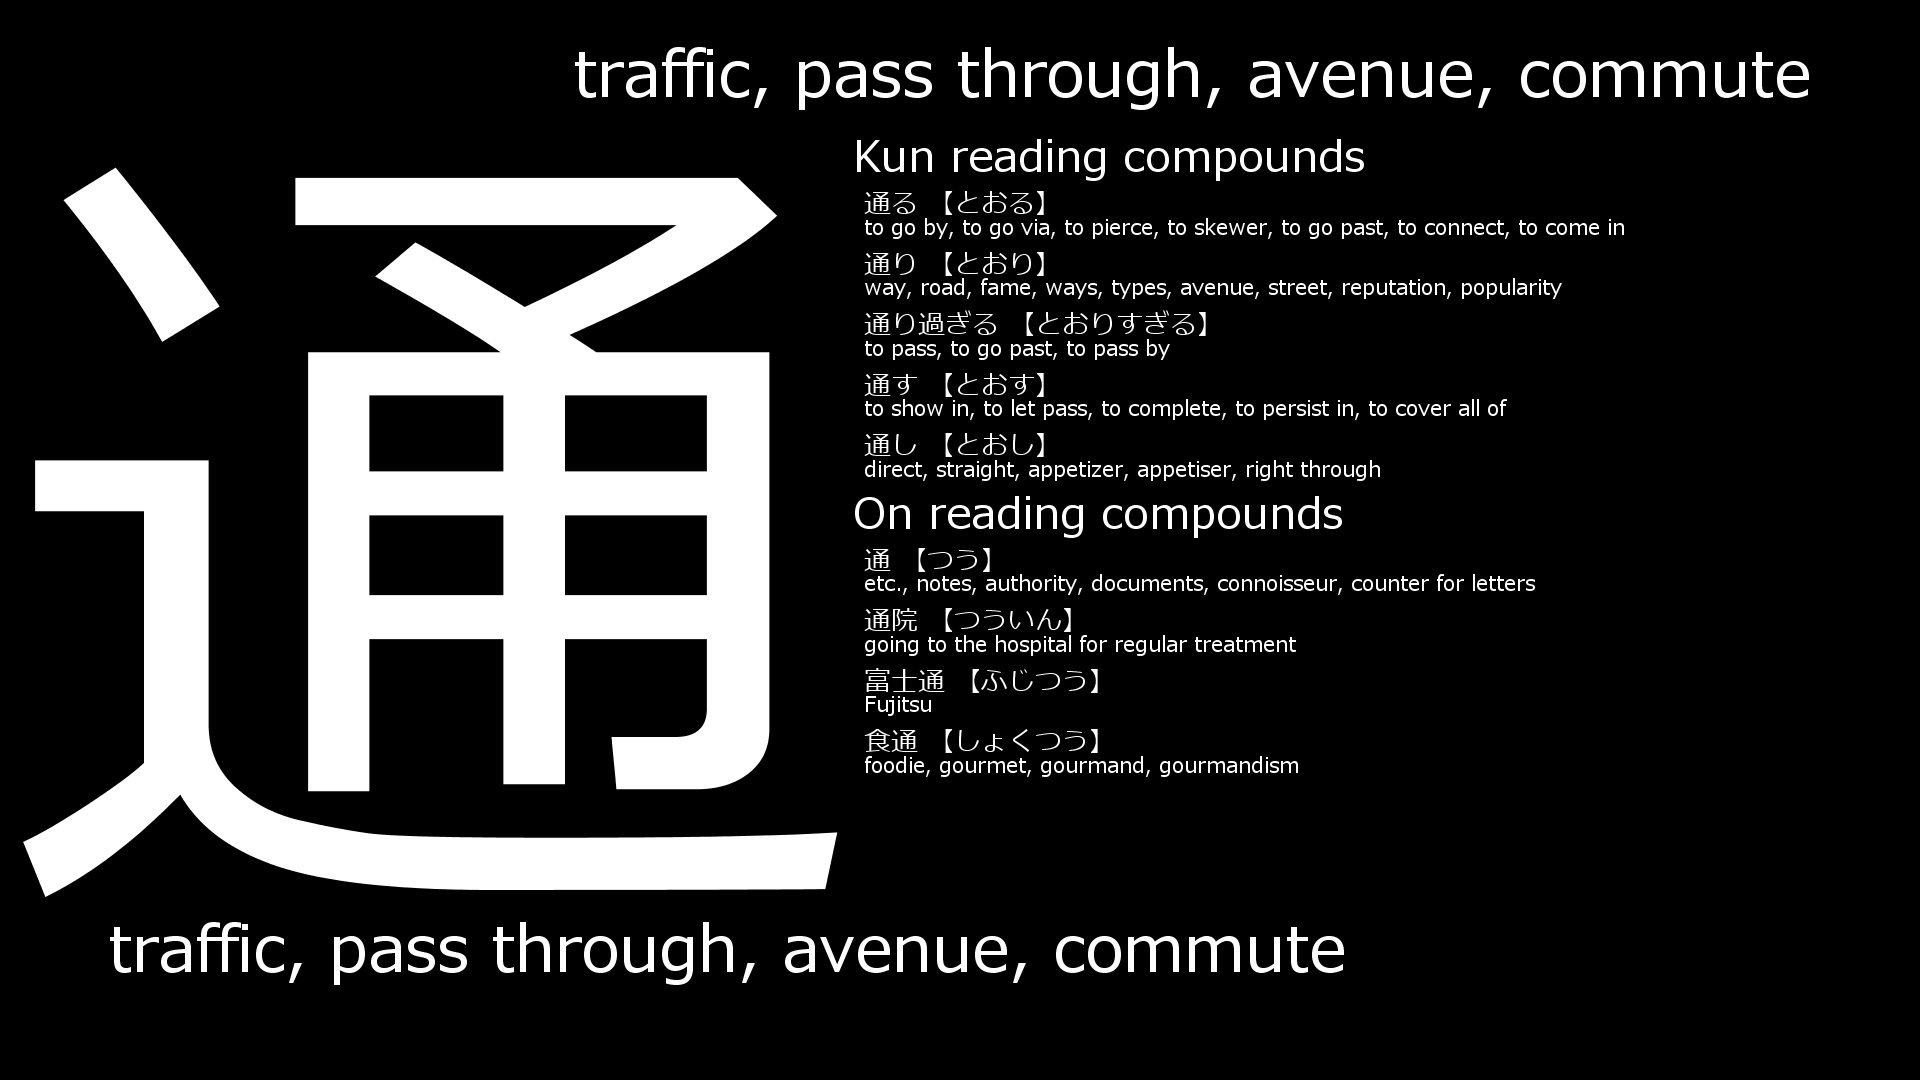 traffic, pass through, avenue, commute
通
Kun reading compounds
通る 【とおる】
to go by, to go via, to pierce, to skewer, to go past, to connect, to come in
通り 【とおり】
way, road, fame, ways, types, avenue, street, reputation, popularity
通り過ぎる 【とおりすぎる】
to pass, to go past, to pass by
通す 【とおす】
to show in, to let pass, to complete, to persist in, to cover all of
通し 【とおし】
direct, straight, appetizer, appetiser, right through
On reading compounds
通 【つう】
etc., notes, authority, documents, connoisseur, counter for letters
通院 【つういん】
going to the hospital for regular treatment
富士通 【ふじつう】
Fujitsu
食通 【しょくつう】
foodie, gourmet, gourmand, gourmandism
traffic, pass through, avenue, commute